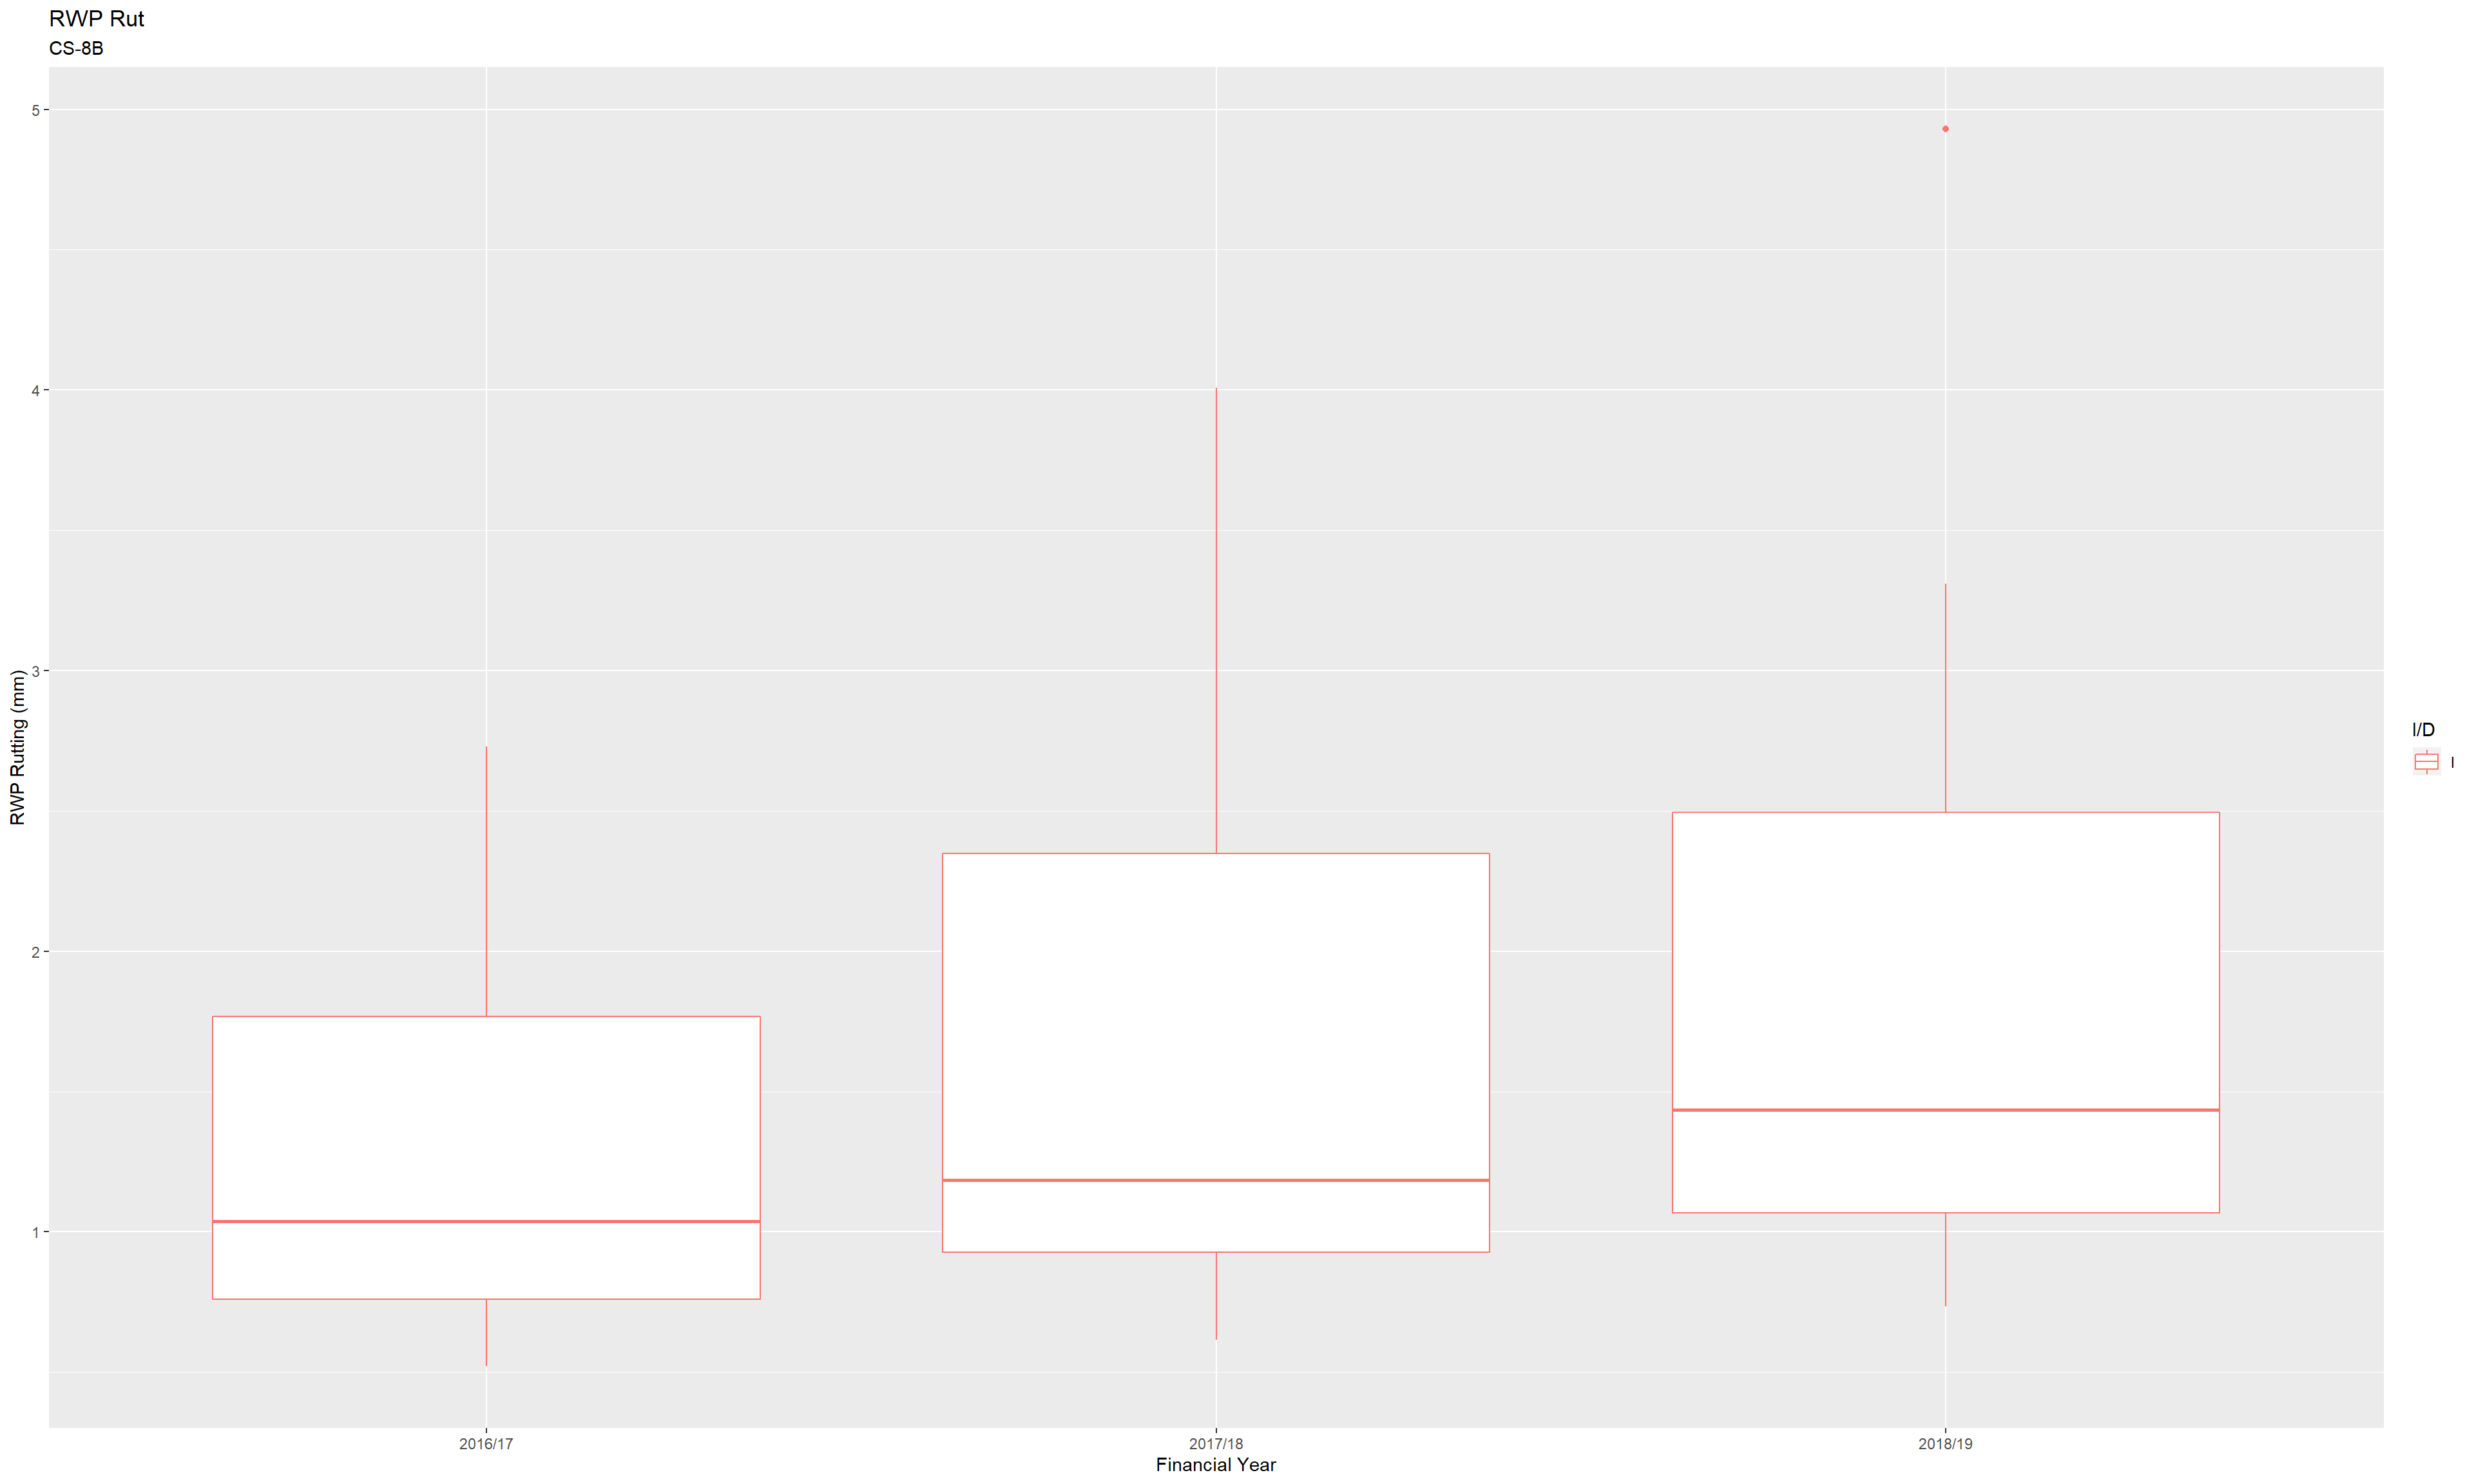 RWP Rut
CS-8B
5
4
3
2
1
RWP Rutting (mm)
2016/17
2017/18
2018/19
Financial Year
I/D
I